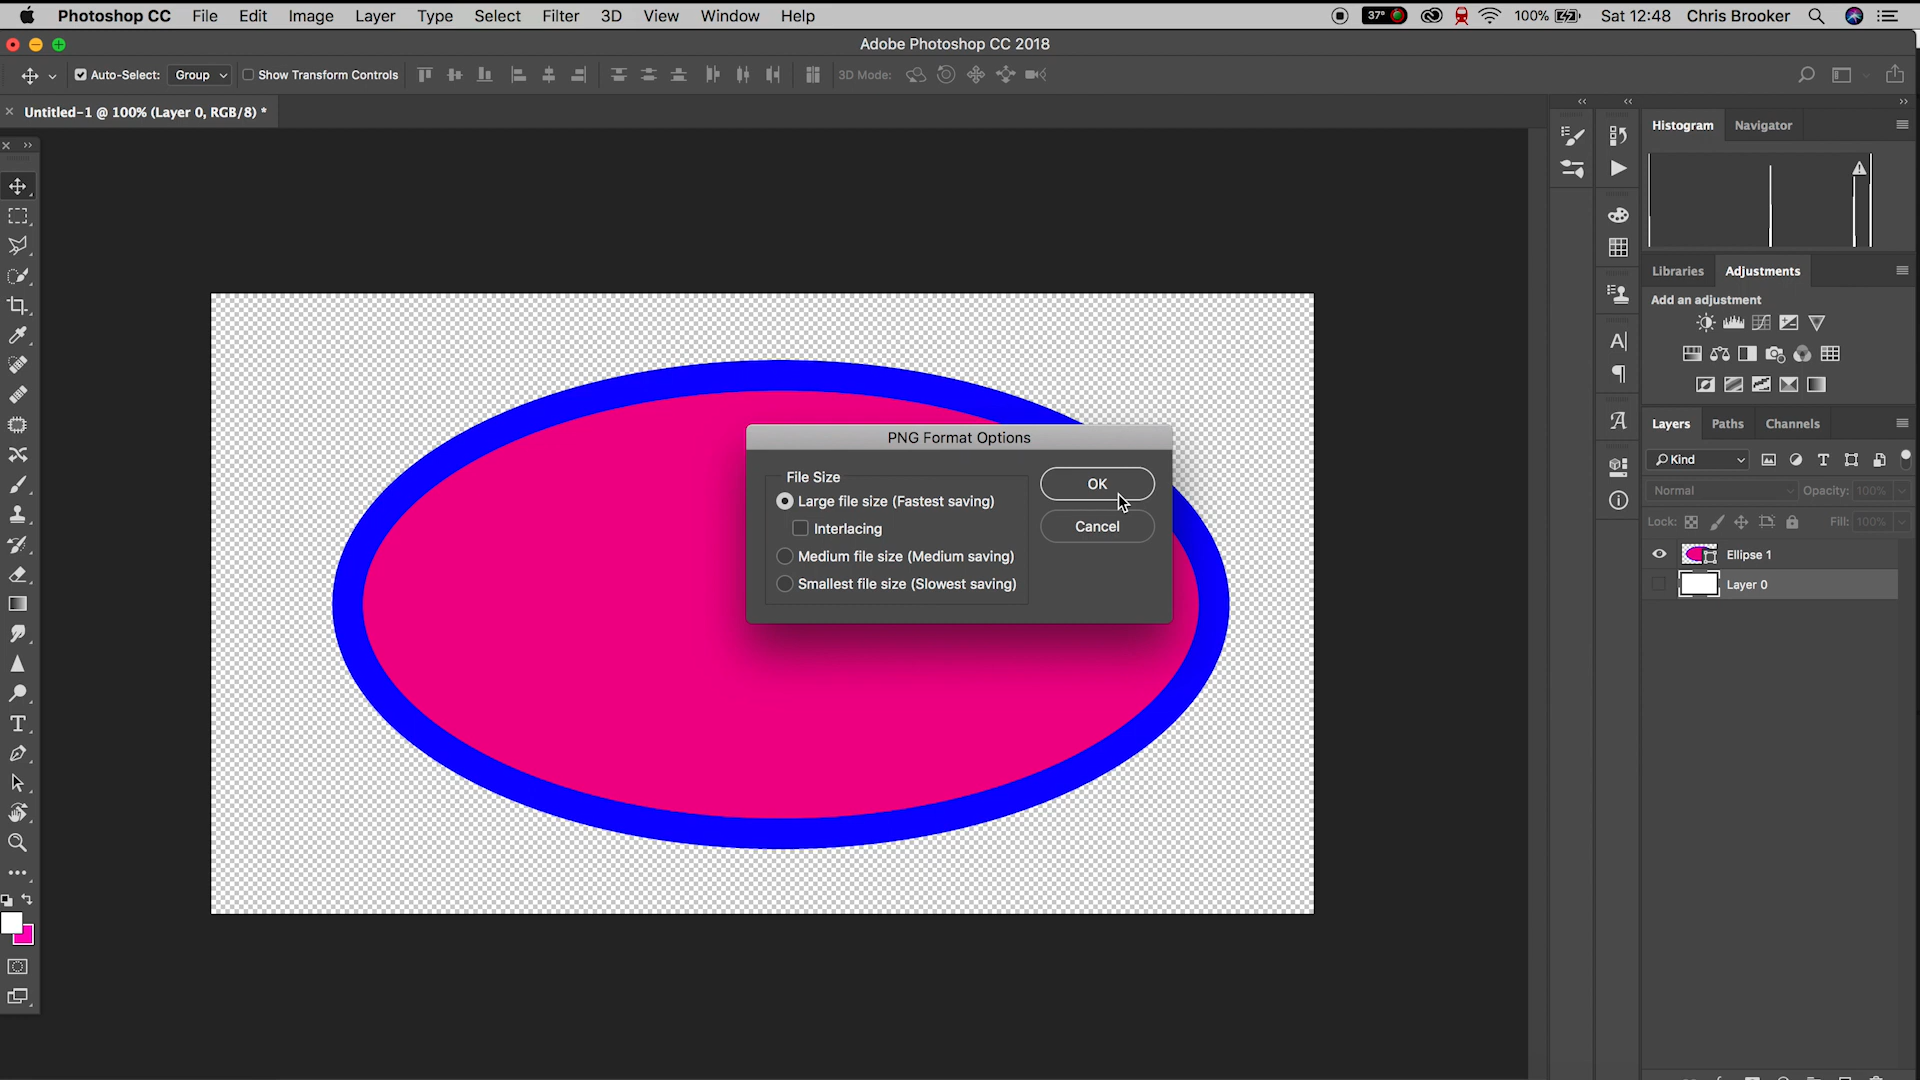 Photoshop CC File Edit Image Layer Type Select Filter 3D View Window Help 37° 100% Sat 12:48 Chris Brooker
Adobe Photoshop CC 2018
Auto-Select: Group Show Transform Controls 3D Mode:
Untitled-1 @ 100% (Layer 0, RGB/8) *
Histogram Navigator
Libraries Adjustments
Add an adjustment
Layers Paths Channels
Kind
Normal Opacity: 100%
Lock: Fill: 100%
Ellipse 1
Layer 0
PNG Format Options
File Size
Large file size (Fastest saving)
Interlacing
Medium file size (Medium saving)
Smallest file size (Slowest saving)
OK
Cancel